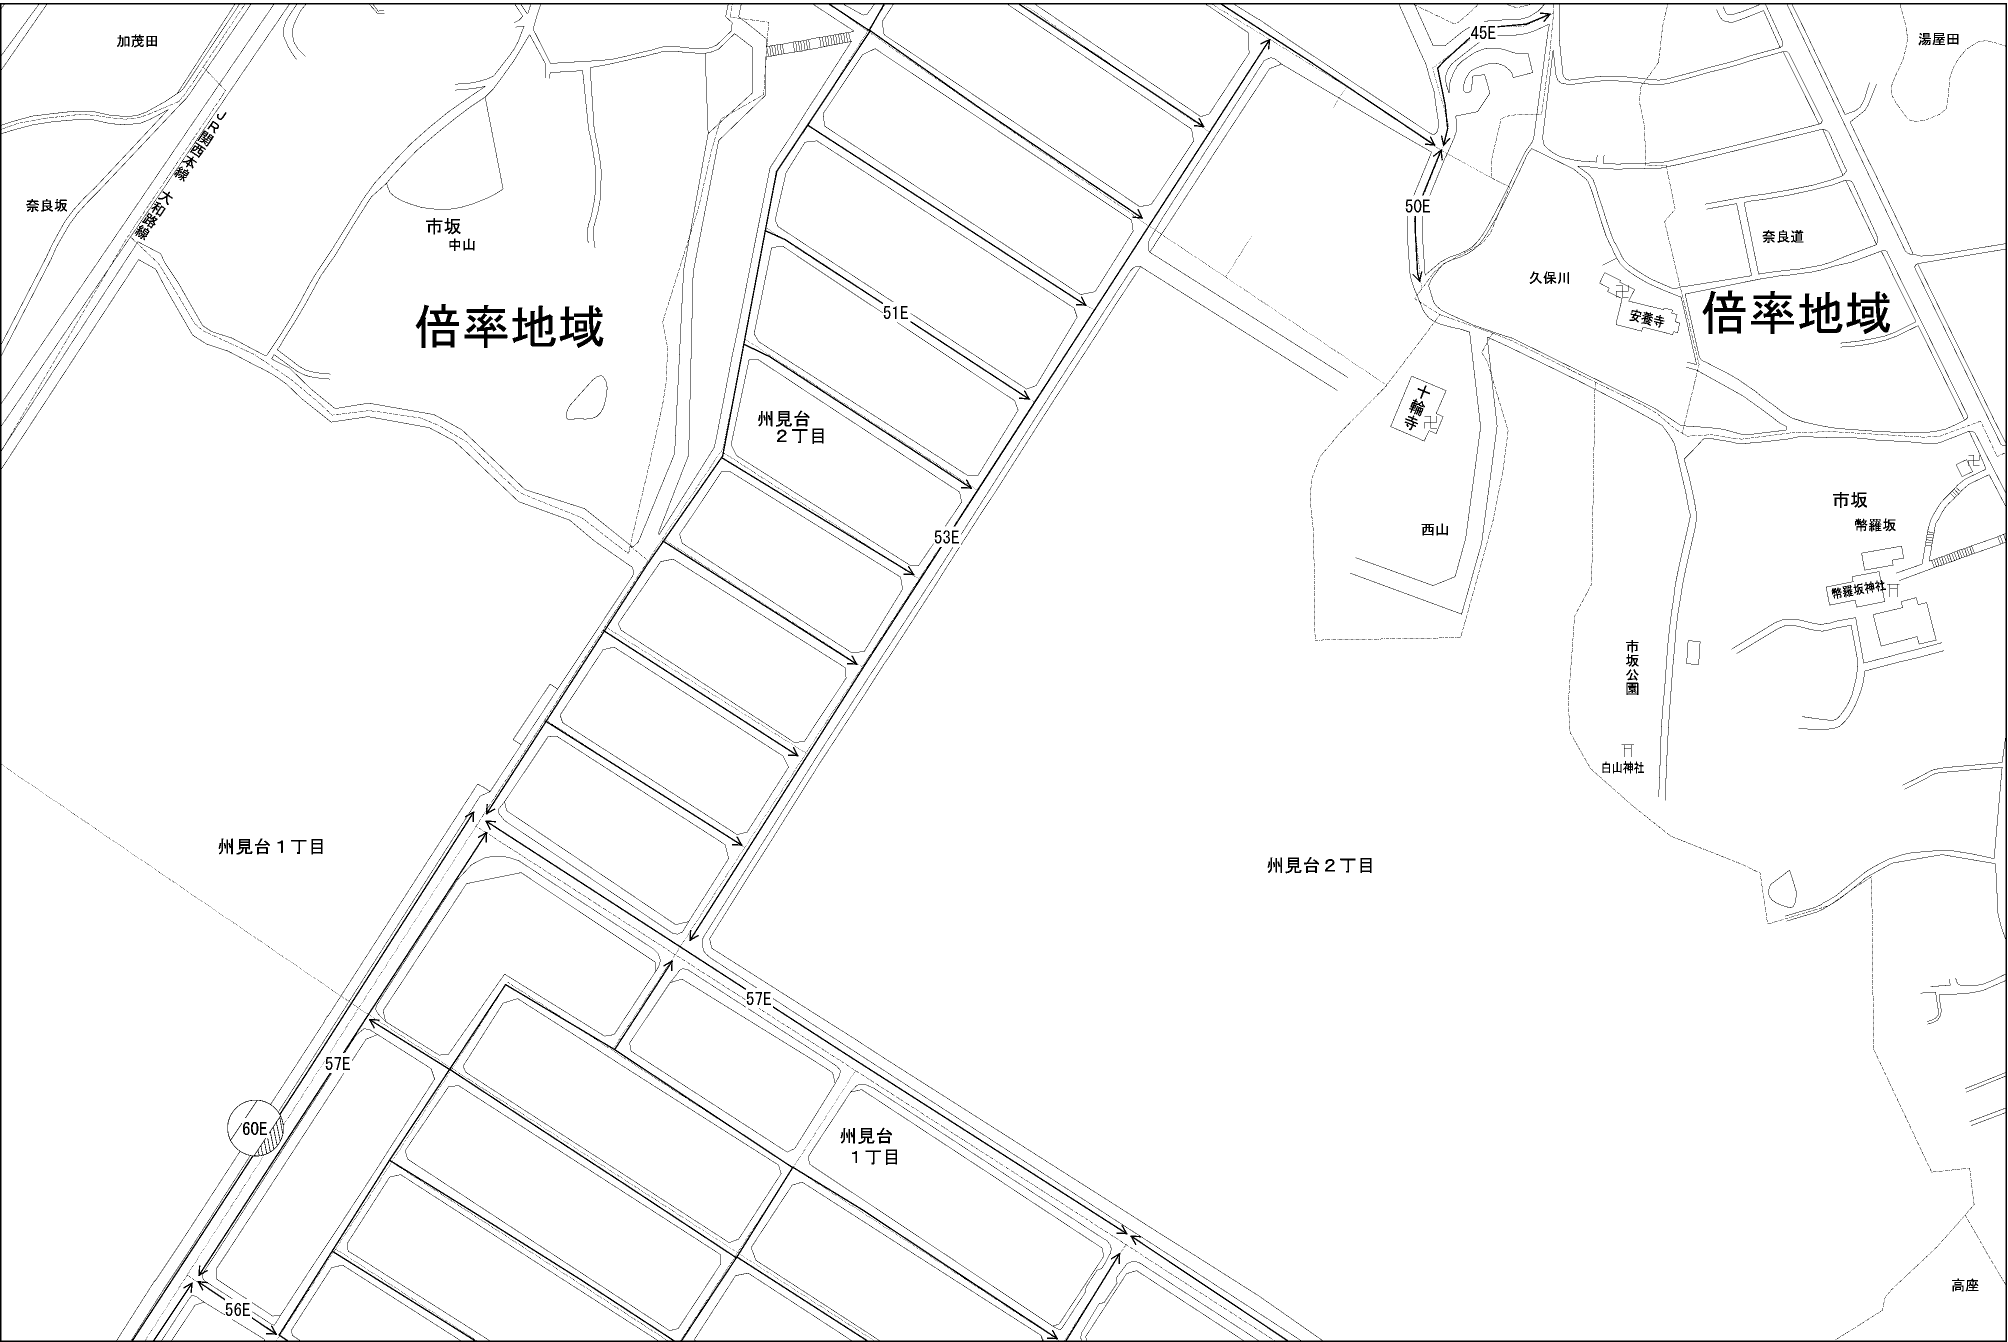 加茂田
45E
湯屋田
JR関西本線 大和路線
奈良坂
50E
市坂
中山
奈良道
久保川
倍率地域
51E
安養寺
倍率地域
十輪寺
州見台
2丁目
市坂
幣羅坂
西山
53E
幣羅坂神社
市坂公園
白山神社
州見台1丁目
州見台2丁目
57E
57E
60E
州見台
1丁目
高座
56E